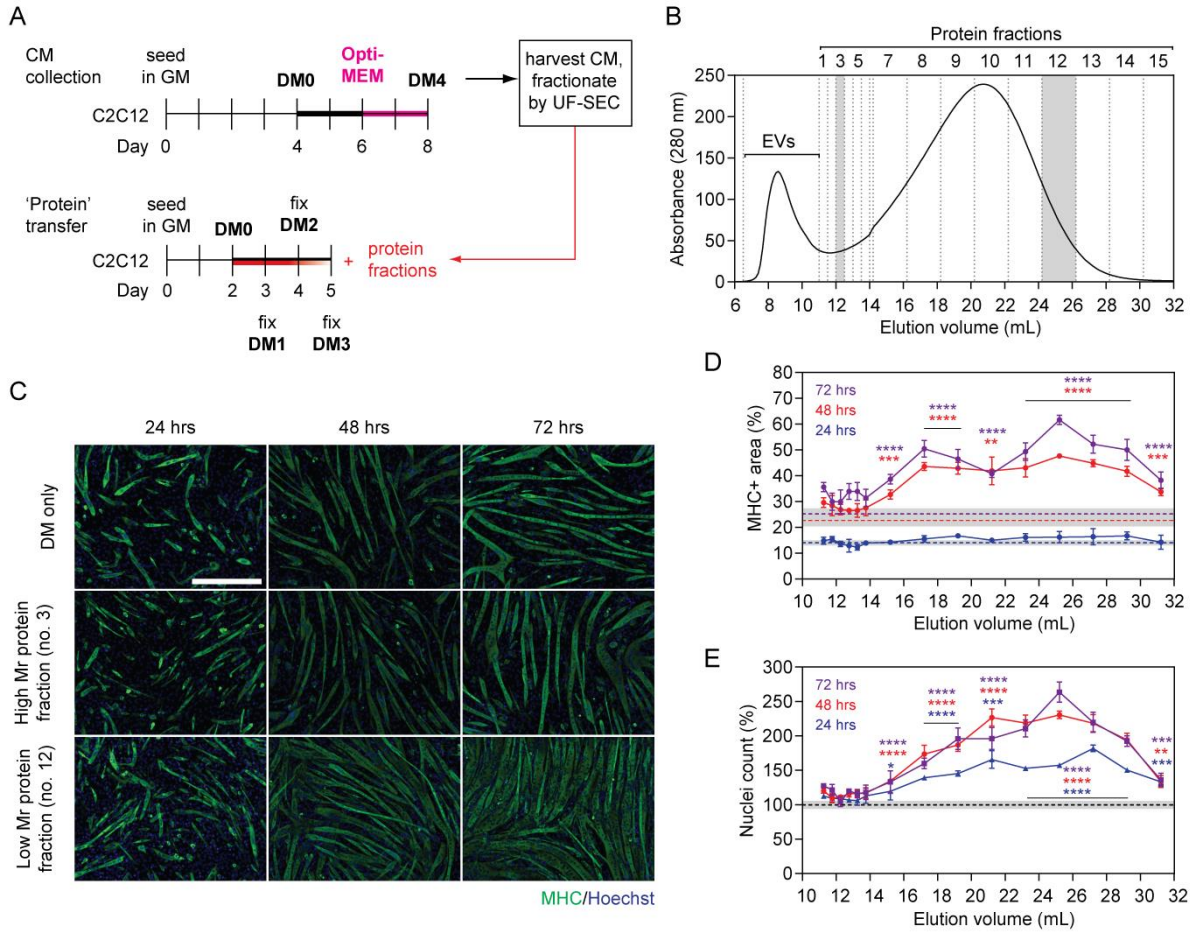 A
CM
collection
seed
in GM
DM0
Opti-
MEM
DM4
harvest CM,
fractionate
by UF-SEC
C2C12
Day
0
4
6
8
'Protein'
transfer
seed
in GM
DM0
fix
DM2
+
protein
fractions
C2C12
Day
0
2
3
4
5
fix
DM1
fix
DM3
B
Protein fractions
1 3 5 7 8 9 10 11 12 13 14 15
250
200
150
100
50
0
Absorbance (280 nm)
EVs
6 8 10 12 14 16 18 20 22 24 26 28 30 32
Elution volume (mL)
C
24 hrs
48 hrs
72 hrs
DM only
High Mr protein
fraction (no. 3)
Low Mr protein
fraction (no. 12)
MHC/Hoechst
D
80
70
60
50
40
30
20
10
0
MHC+ area (%)
72 hrs
48 hrs
24 hrs
****
***
****
****
****
**
****
****
****
***
10 12 14 16 18 20 22 24 26 28 30 32
Elution volume (mL)
E
300
250
200
150
100
50
0
Nuclei count (%)
72 hrs
48 hrs
24 hrs
****
****
*
****
****
****
****
****
***
****
****
****
***
**
***
10 12 14 16 18 20 22 24 26 28 30 32
Elution volume (mL)